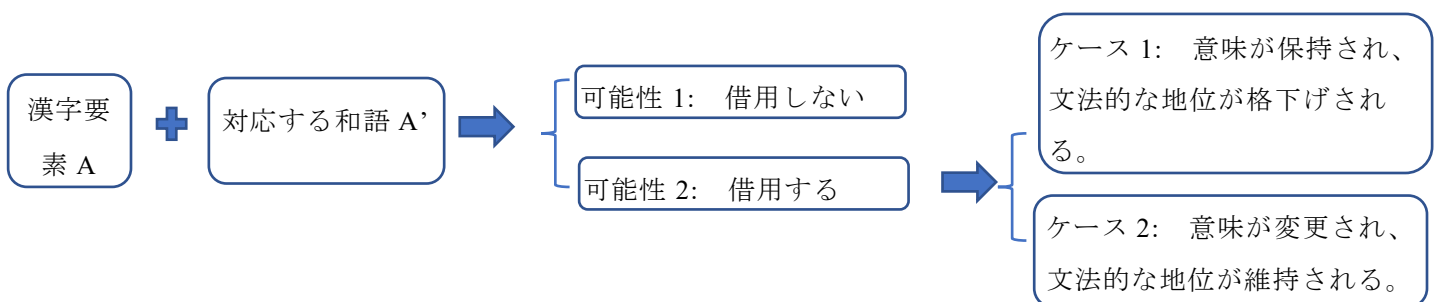 漢字要
素 A
対応する和語 A’
可能性 1:　借用しない
可能性 2:　借用する
ケース 1:　意味が保持され、
文法的な地位が格下げされ
る。
ケース 2:　意味が変更され、
文法的な地位が維持される。